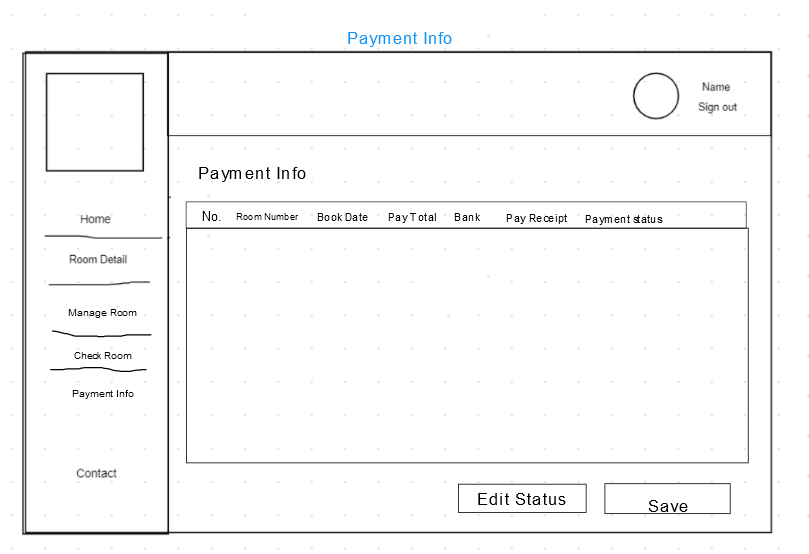 Payment Info
Name
Sign out
Payment Info
No. Room Number Book Date Pay Total Bank Pay Receipt Payment status
Home
Room Detail
Manage Room
Check Room
Payment Info
Contact
Edit Status Save